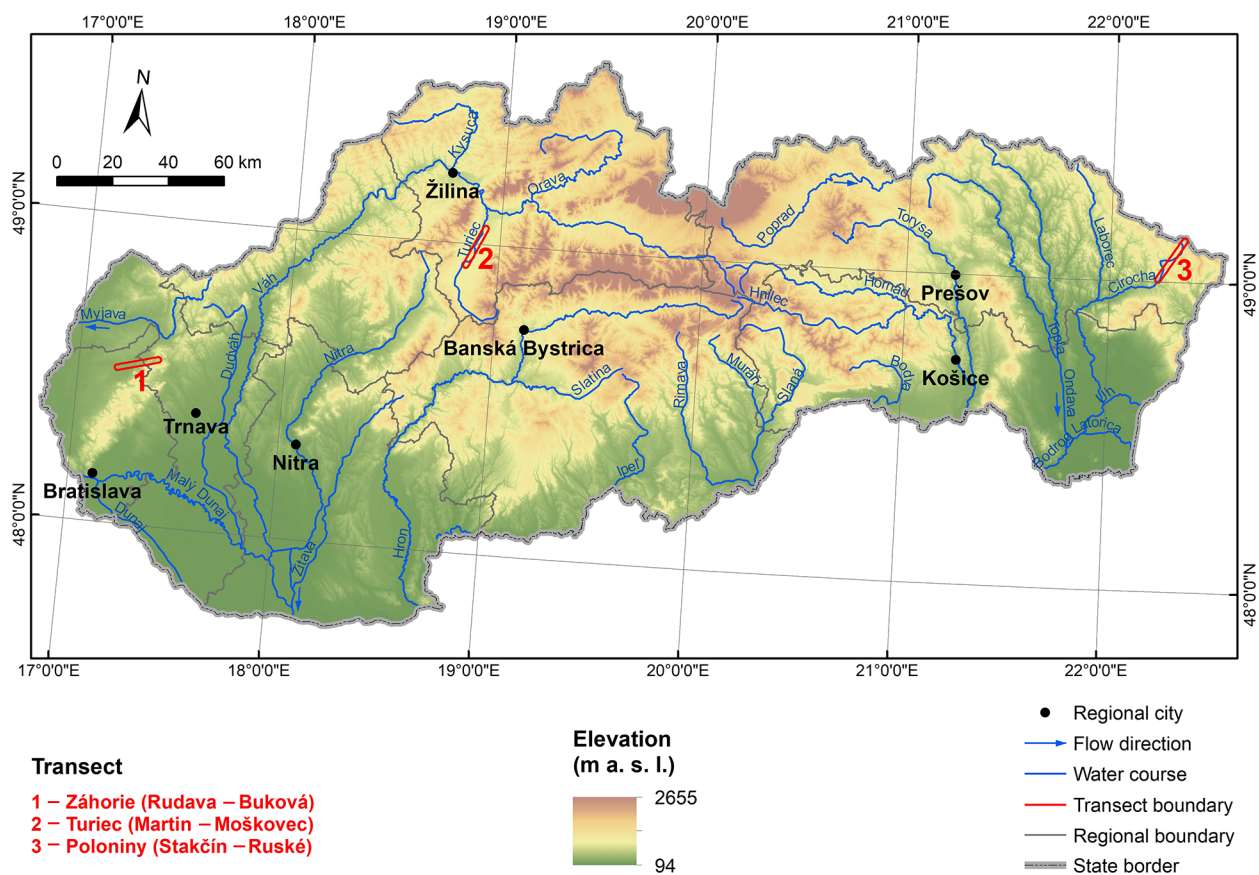 17°0'0"E
18°0'0"E
19°0'0"E
20°0'0"E
21°0'0"E
22°0'0"E
N
0 20 40 60 km
49°0'0"N
48°0'0"N
49°0'0"N
48°0'0"N
Kysuca
Žilina
Orava
Turiec
2
Poprad
Torysa
Laborec
3
Cirocha
Váh
Myjava
Prešov
Hornád
Hnilec
Banská Bystrica
Nitra
Dudváh
1
Topľa
Košice
Bodva
Muráň
Slaná
Rimava
Slatina
Ondava
Uh
Trnava
Nitra
Latorica
Bodrog
Ipeľ
Bratislava
Malý Dunaj
Dunaj
Žitava
Hron
17°0'0"E
18°0'0"E
19°0'0"E
20°0'0"E
21°0'0"E
22°0'0"E
Transect
1 – Záhorie (Rudava – Buková)
2 – Turiec (Martin – Moškovec)
3 – Poloniny (Stakčín – Ruské)
Elevation
(m a. s. l.)
2655
94
Regional city
Flow direction
Water course
Transect boundary
Regional boundary
State border